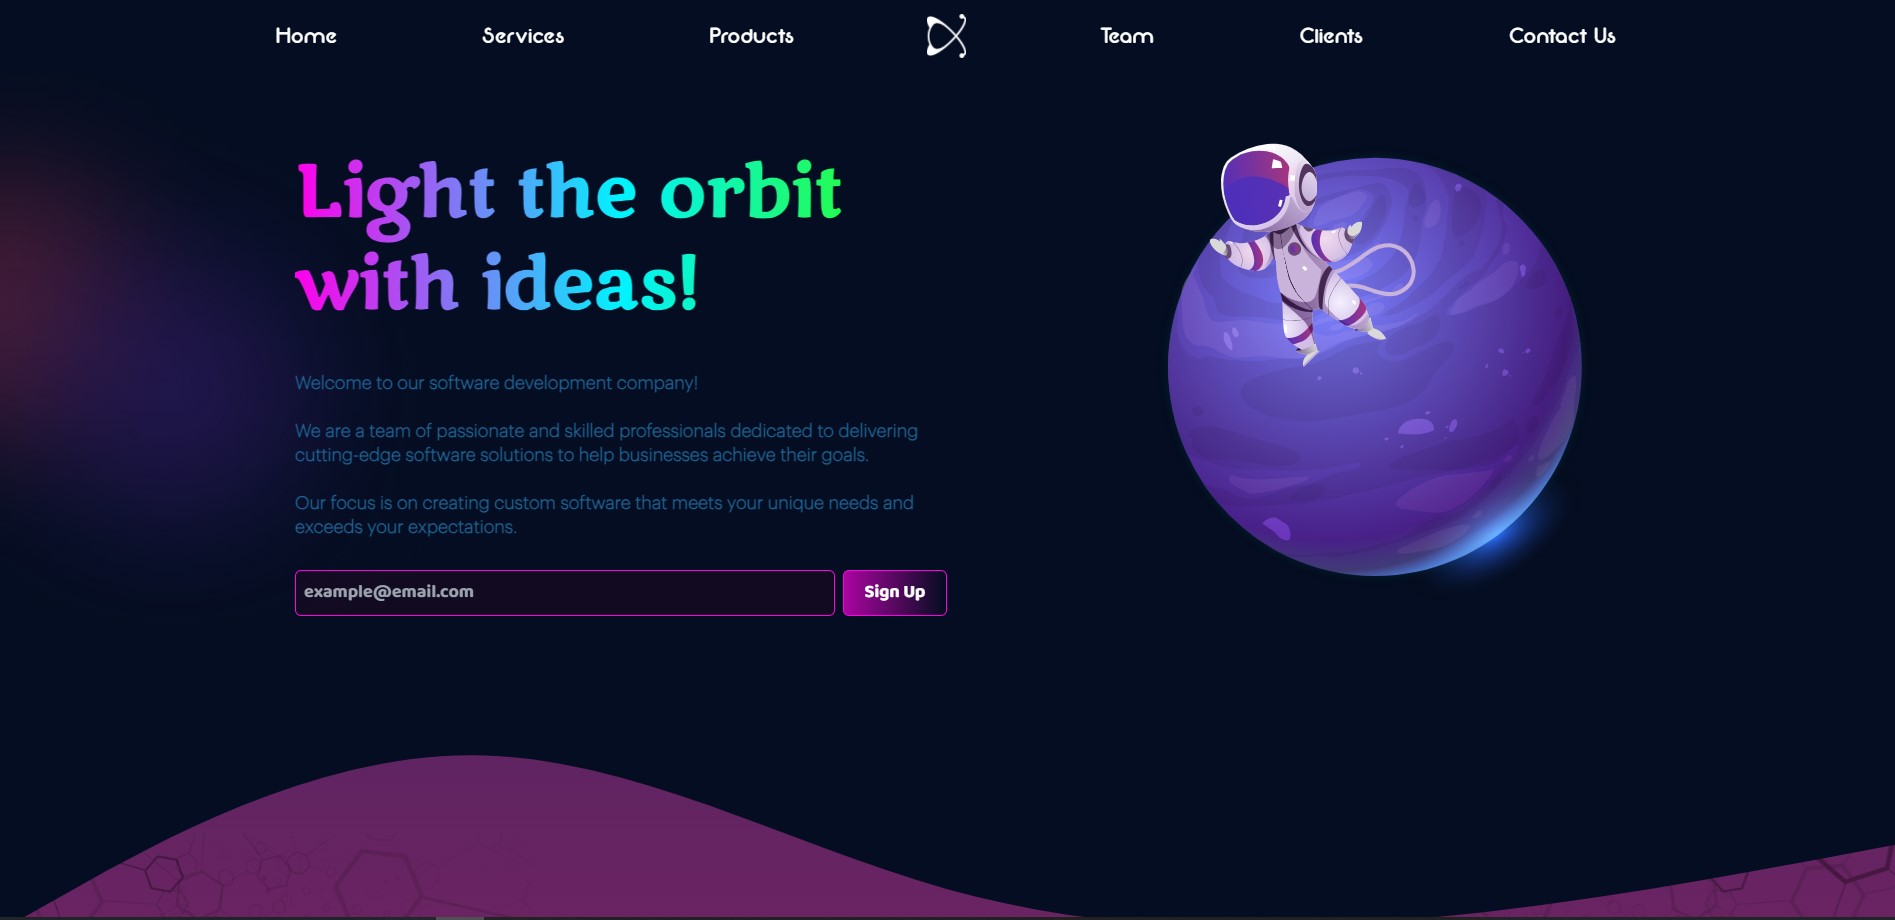 Home Services Products Team Clients Contact Us
Light the orbit
with ideas!
Welcome to our software development company!
We are a team of passionate and skilled professionals dedicated to delivering
cutting-edge software solutions to help businesses achieve their goals.
Our focus is on creating custom software that meets your unique needs and
exceeds your expectations.
example@email.com Sign Up